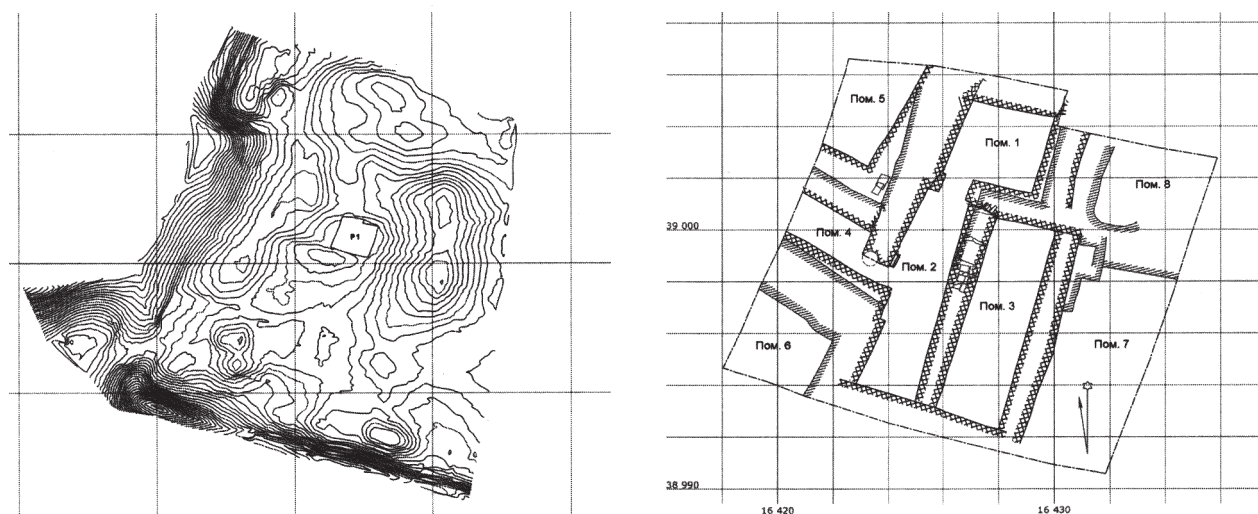 P1
Пом. 5
Пом. 1
Пом. 8
39 000
Пом. 4
Пом. 2
Пом. 3
Пом. 6
Пом. 7
38 990
16 420
16 430